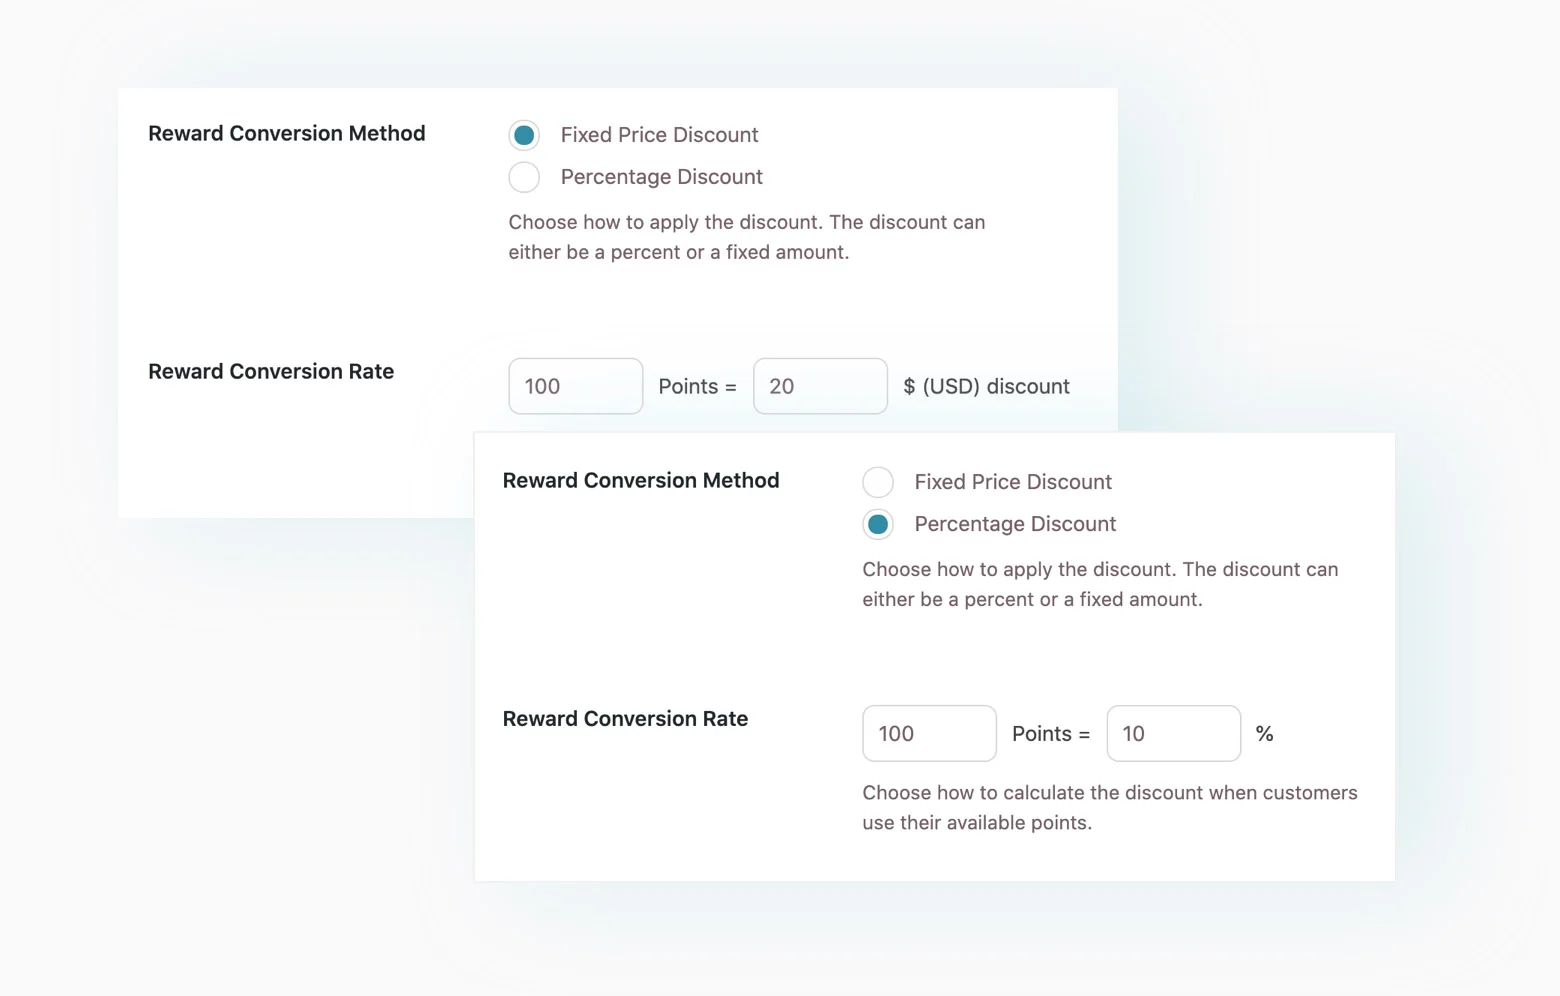 Reward Conversion Method
Fixed Price Discount
Percentage Discount
Choose how to apply the discount. The discount can
either be a percent or a fixed amount.
Reward Conversion Rate
100 Points = 20 $ (USD) discount
Reward Conversion Method
Fixed Price Discount
Percentage Discount
Choose how to apply the discount. The discount can
either be a percent or a fixed amount.
Reward Conversion Rate
100 Points = 10 %
Choose how to calculate the discount when customers
use their available points.